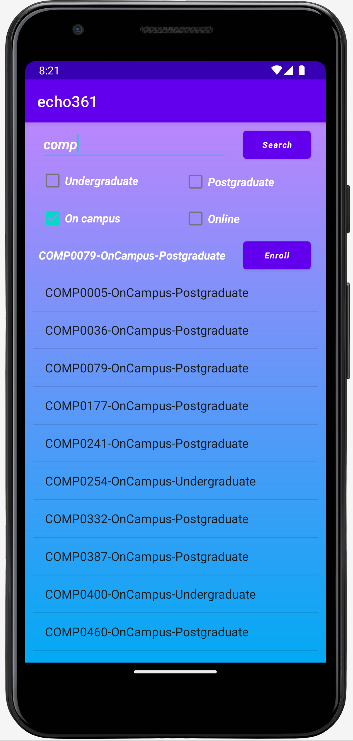 8:21
echo361
comp
Search
Undergraduate
Postgraduate
On campus
Online
COMP0079-OnCampus-Postgraduate
Enroll
COMP0005-OnCampus-Postgraduate
COMP0036-OnCampus-Postgraduate
COMP0079-OnCampus-Postgraduate
COMP0177-OnCampus-Postgraduate
COMP0241-OnCampus-Postgraduate
COMP0254-OnCampus-Undergraduate
COMP0332-OnCampus-Postgraduate
COMP0387-OnCampus-Postgraduate
COMP0400-OnCampus-Undergraduate
COMP0460-OnCampus-Postgraduate